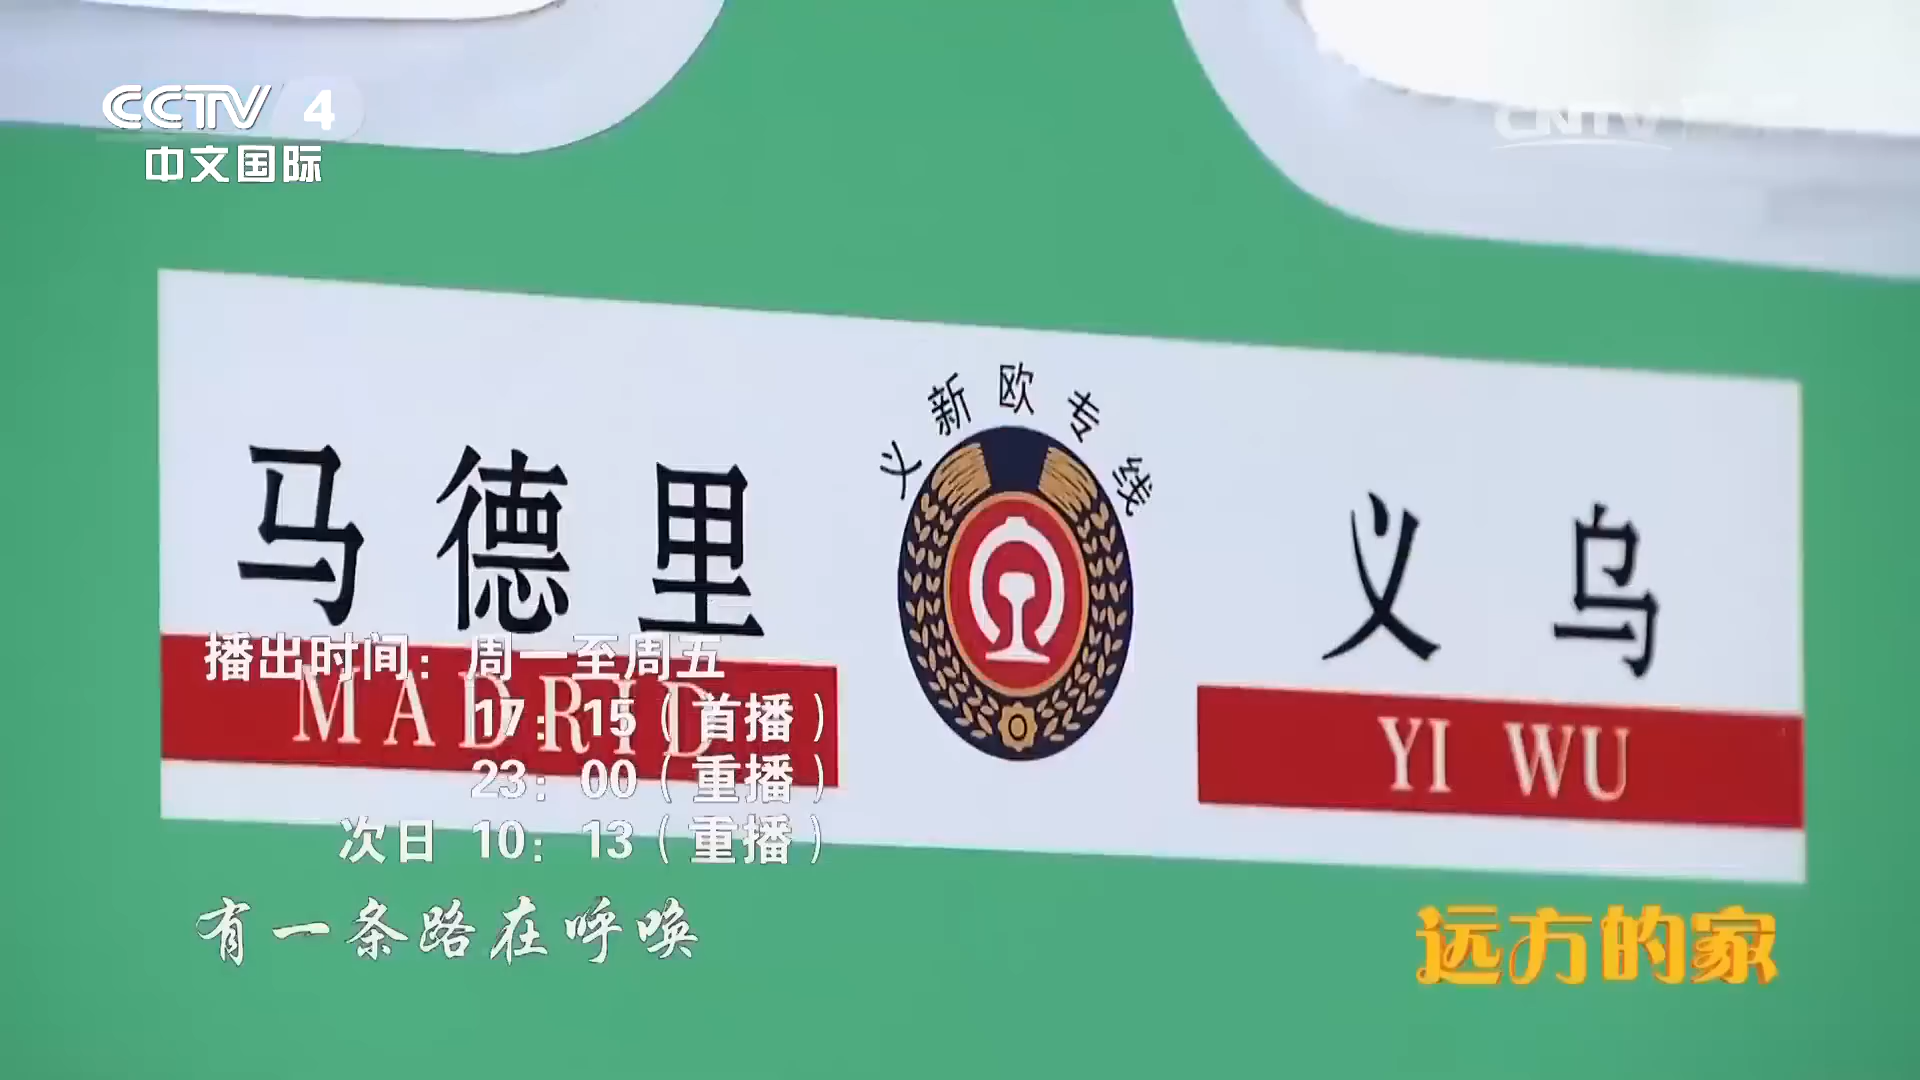 CCTV 4
中文国际
CNTV
义新欧专线
马德里
义乌
MADRID
YI WU
播出时间：周一至周五
17：15（首播）
23：00（重播）
次日 10：13（重播）
有一条路在呼唤
远方的家